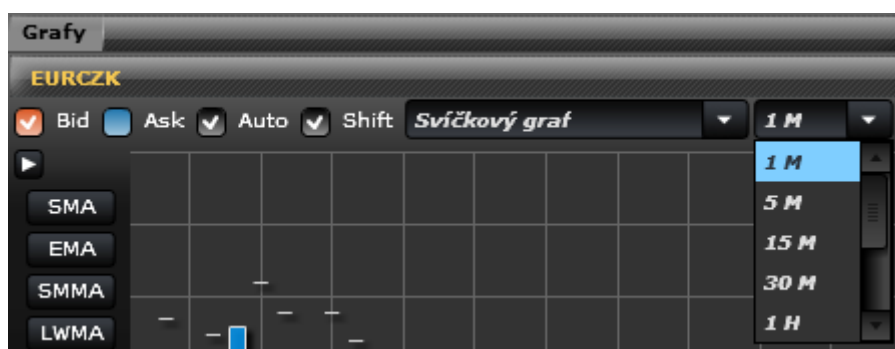 Grafy
EURCZK
Bid Ask Auto Shift Svíčkový graf 1 M
1 M
SMA
5 M
EMA
15 M
SMMA
30 M
LWMA
1 H